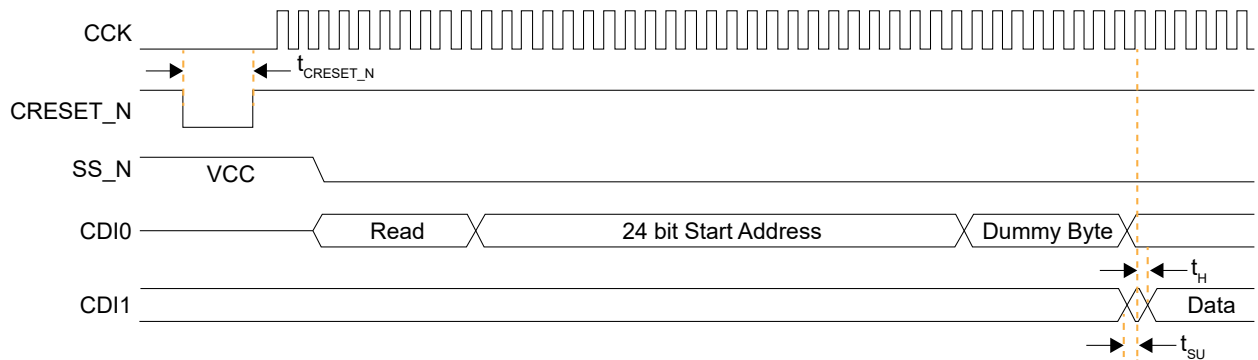 CCK
tCRESET_N
CRESET_N
SS_N VCC
CDI0 Read 24 bit Start Address Dummy Byte
tH
CDI1 Data
tSU